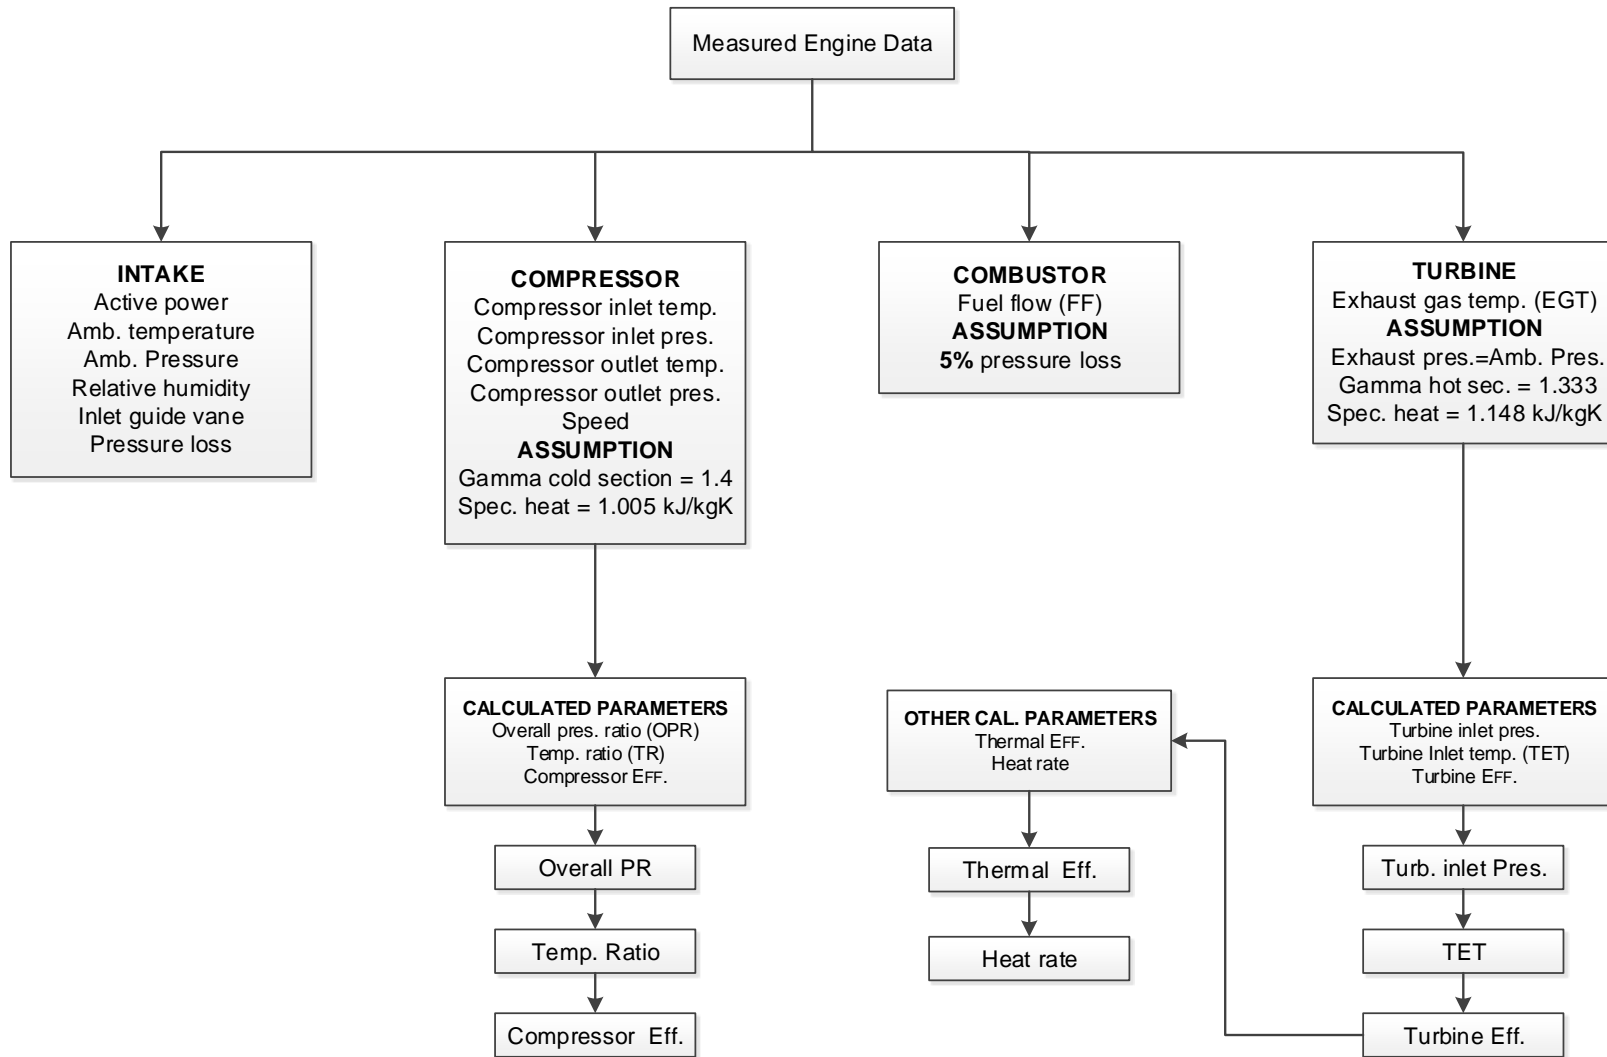 Measured Engine Data
INTAKE
Active power
Amb. temperature
Amb. Pressure
Relative humidity
Inlet guide vane
Pressure loss
COMPRESSOR
Compressor inlet temp.
Compressor inlet pres.
Compressor outlet temp.
Compressor outlet pres.
Speed
ASSUMPTION
Gamma cold section = 1.4
Spec. heat = 1.005 kJ/kgK
COMBUSTOR
Fuel flow (FF)
ASSUMPTION
5% pressure loss
TURBINE
Exhaust gas temp. (EGT)
ASSUMPTION
Exhaust pres.=Amb. Pres.
Gamma hot sec. = 1.333
Spec. heat = 1.148 kJ/kgK
CALCULATED PARAMETERS
Overall pres. ratio (OPR)
Temp. ratio (TR)
Compressor EFF.
Overall PR
Temp. Ratio
Compressor Eff.
OTHER CAL. PARAMETERS
Thermal EFF.
Heat rate
Thermal Eff.
Heat rate
CALCULATED PARAMETERS
Turbine inlet pres.
Turbine Inlet temp. (TET)
Turbine EFF.
Turb. inlet Pres.
TET
Turbine Eff.